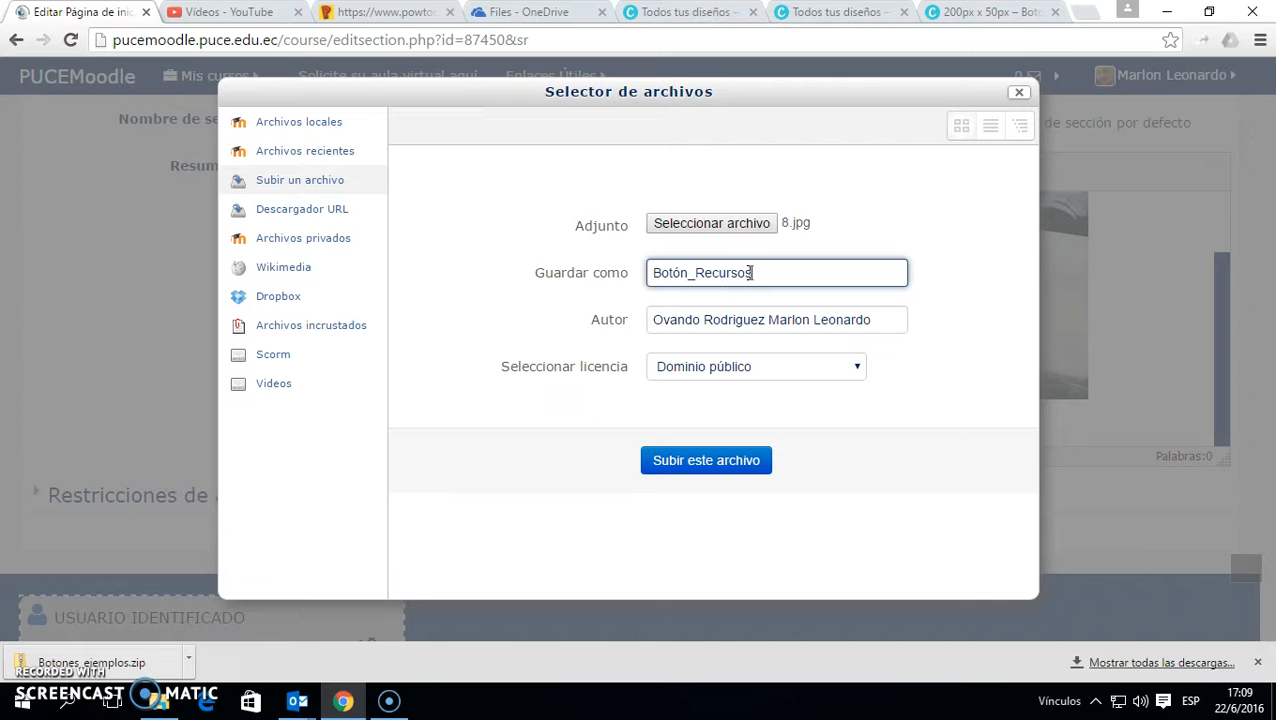 Editar Página de inic
Vídeos - YouTube
https://www.powto
Files - OneDrive
Todos tus diseños –
Todos tus diseños –
200px x 50px – Boto
pucemoodle.puce.edu.ec/course/editsection.php?id=87450&sr
PUCEMoodle
Mis cursos
Solicite su aula virtual aquí
Enlaces Útiles
0
Marlon Leonardo
Selector de archivos
Nombre de se
de sección por defecto
Resum
Archivos locales
Archivos recientes
Subir un archivo
Descargador URL
Archivos privados
Wikimedia
Dropbox
Archivos incrustados
Scorm
Videos
Adjunto
Seleccionar archivo
8.jpg
Guardar como
Botón_Recursos
Autor
Ovando Rodriguez Marlon Leonardo
Seleccionar licencia
Dominio público
Subir este archivo
Palabras:0
Restricciones de a
USUARIO IDENTIFICADO
Botones_ejemplos.zip
Mostrar todas las descargas...
RECORDED WITH
SCREENCAST MATIC
Vínculos
ESP
17:09
22/6/2016